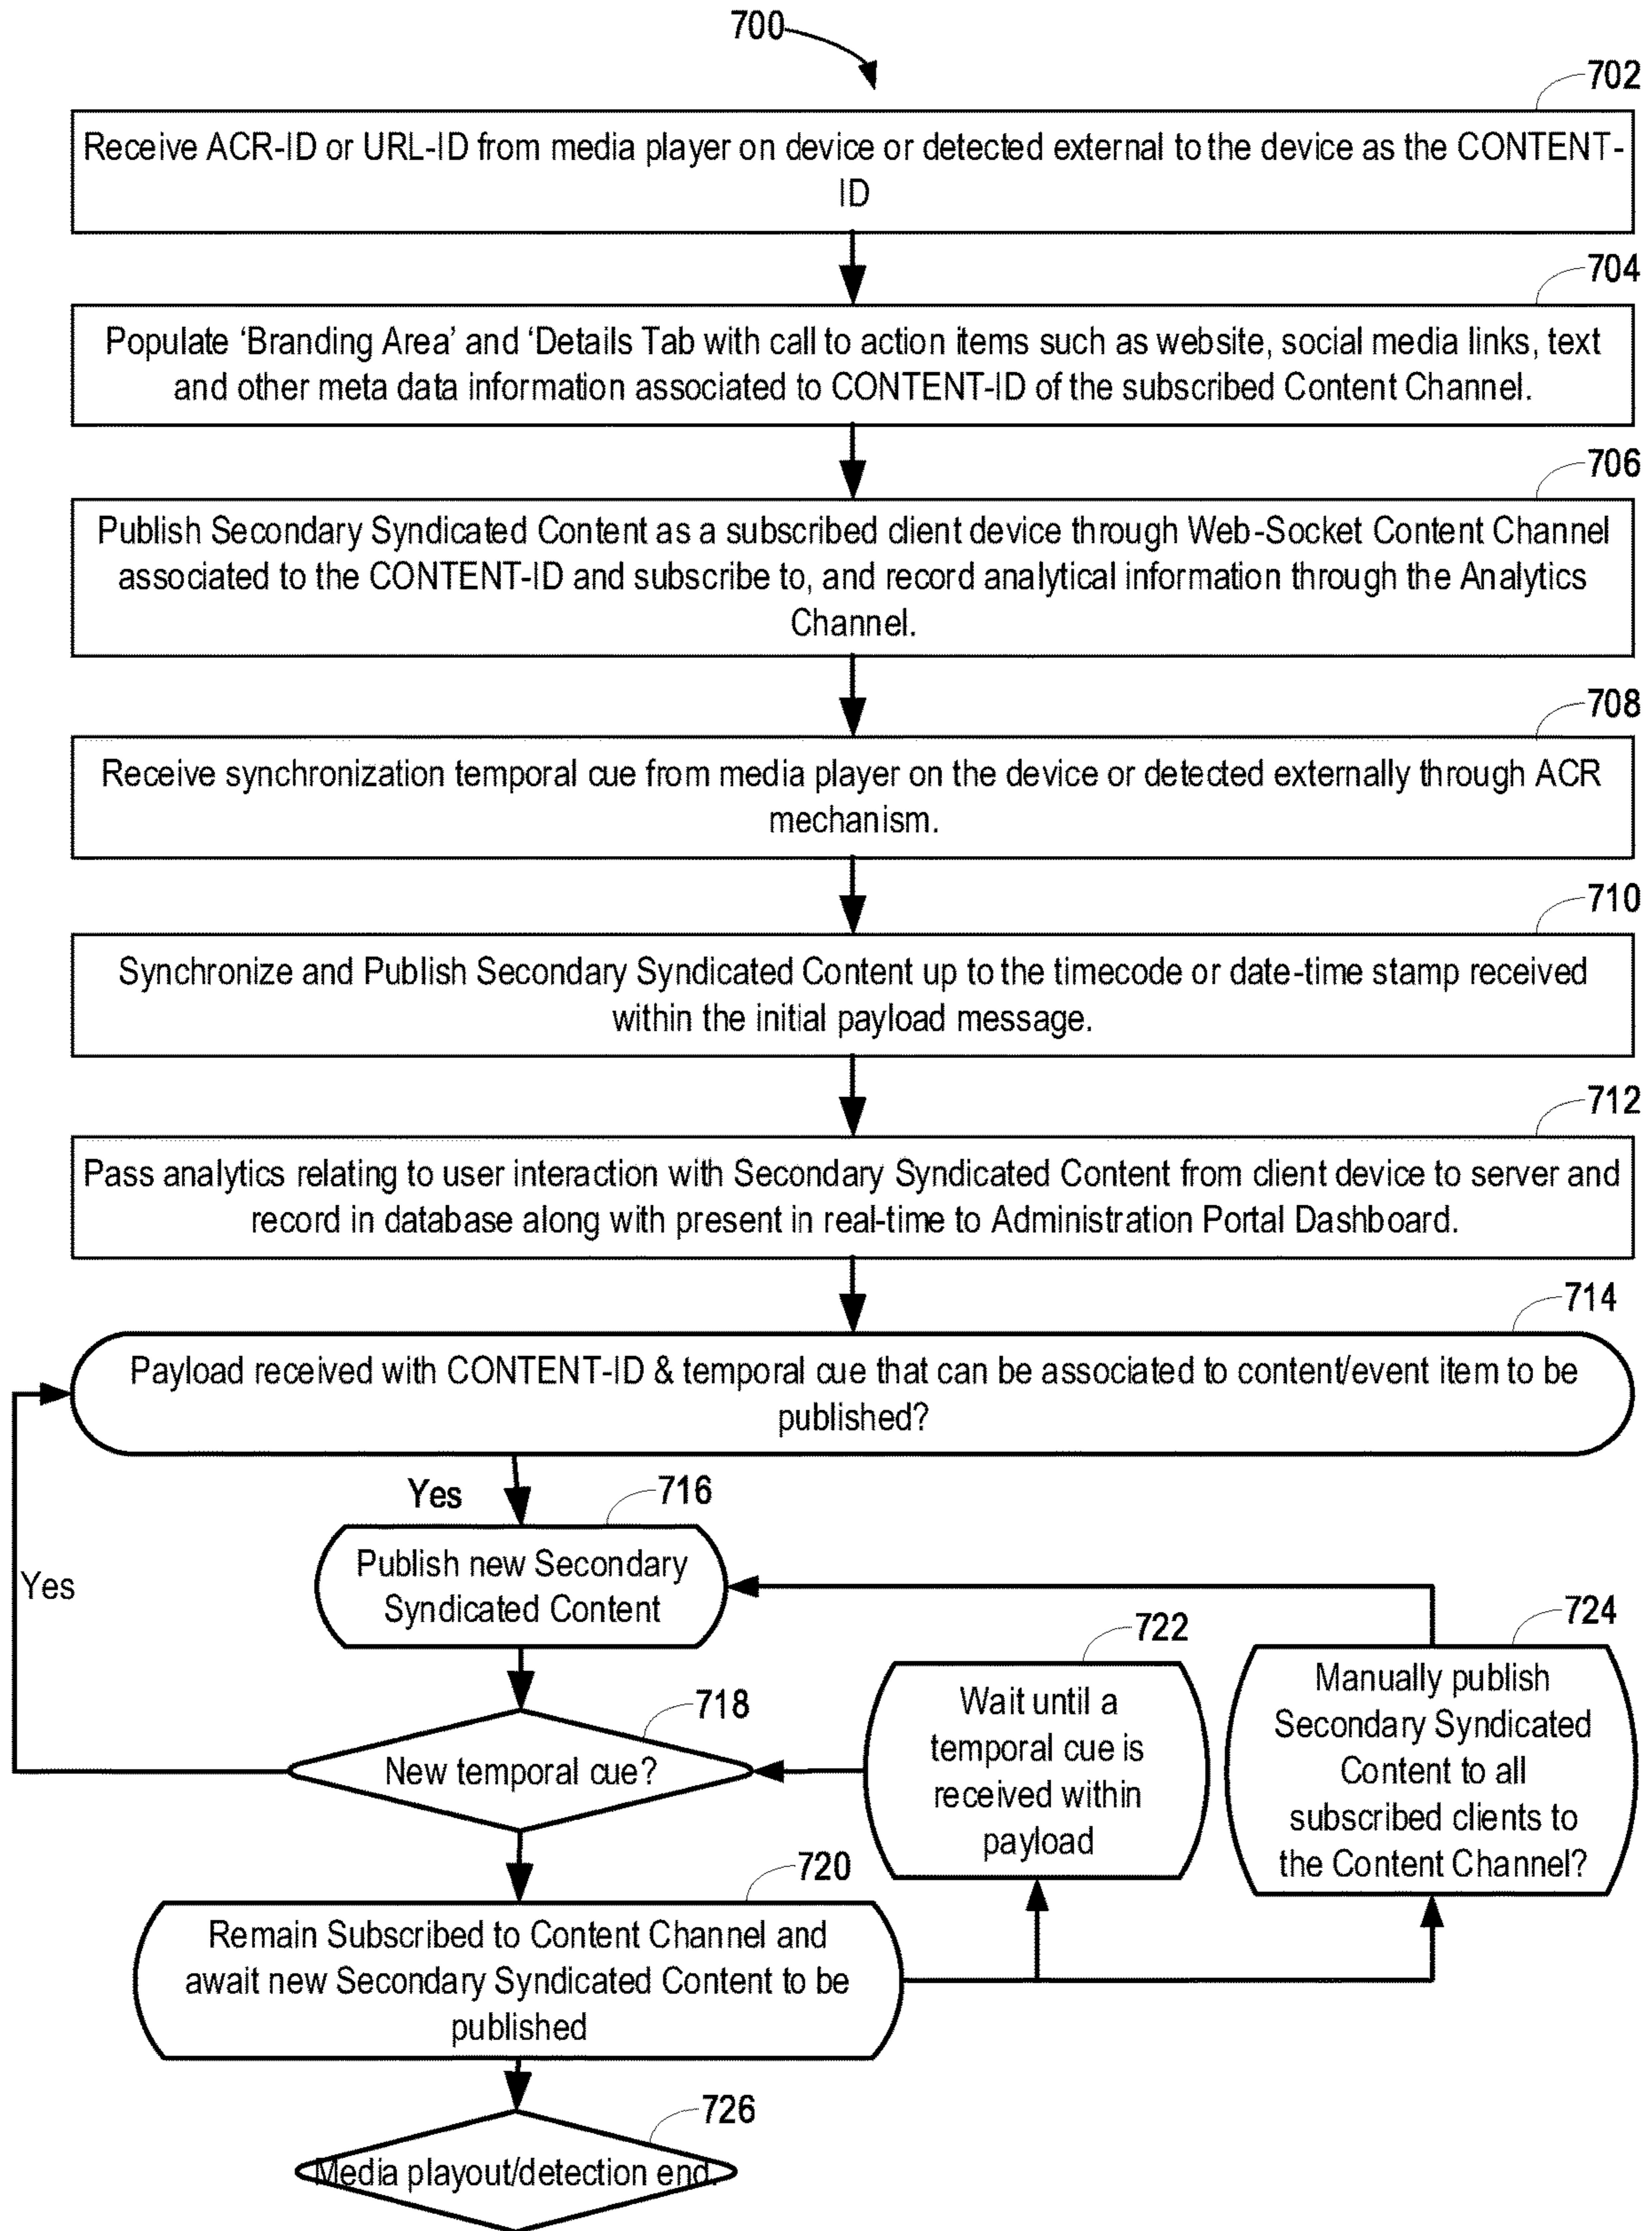 700
702
Receive ACR-ID or URL-ID from media player on device or detected external to the device as the CONTENT-
ID
704
Populate ‘Branding Area’ and ‘Details Tab with call to action items such as website, social media links, text
and other meta data information associated to CONTENT-ID of the subscribed Content Channel.
706
Publish Secondary Syndicated Content as a subscribed client device through Web-Socket Content Channel
associated to the CONTENT-ID and subscribe to, and record analytical information through the Analytics
Channel.
708
Receive synchronization temporal cue from media player on the device or detected externally through ACR
mechanism.
710
Synchronize and Publish Secondary Syndicated Content up to the timecode or date-time stamp received
within the initial payload message.
712
Pass analytics relating to user interaction with Secondary Syndicated Content from client device to server and
record in database along with present in real-time to Administration Portal Dashboard.
714
Payload received with CONTENT-ID & temporal cue that can be associated to content/event item to be
published?
Yes
716
Publish new Secondary
Syndicated Content
Yes
718
New temporal cue?
722
Wait until a
temporal cue is
received within
payload
724
Manually publish
Secondary Syndicated
Content to all
subscribed clients to
the Content Channel?
720
Remain Subscribed to Content Channel and
await new Secondary Syndicated Content to be
published
726
Media playout/detection end.